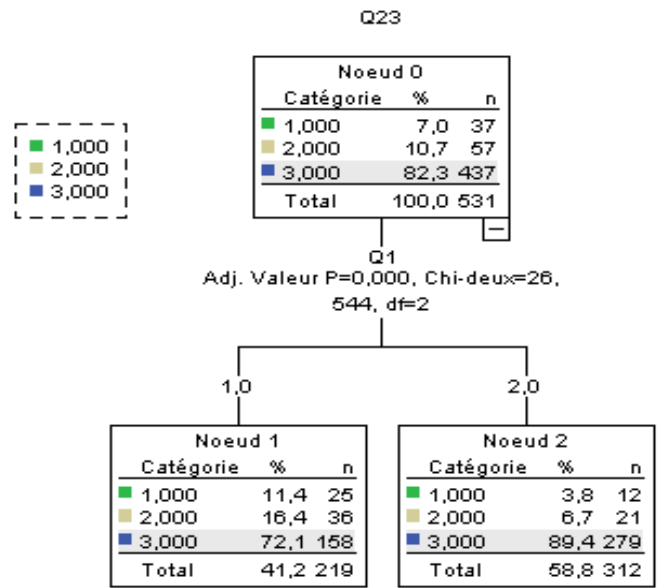 Q23
Noeud 0
Catégorie % n
1,000 7,0 37
2,000 10,7 57
3,000 82,3 437
Total 100,0 531
1,000
2,000
3,000
Q1
Adj. Valeur P=0,000, Chi-deux=26,
544, df=2
1,0
2,0
Noeud 1
Catégorie % n
1,000 11,4 25
2,000 16,4 36
3,000 72,1 158
Total 41,2 219
Noeud 2
Catégorie % n
1,000 3,8 12
2,000 6,7 21
3,000 89,4 279
Total 58,8 312